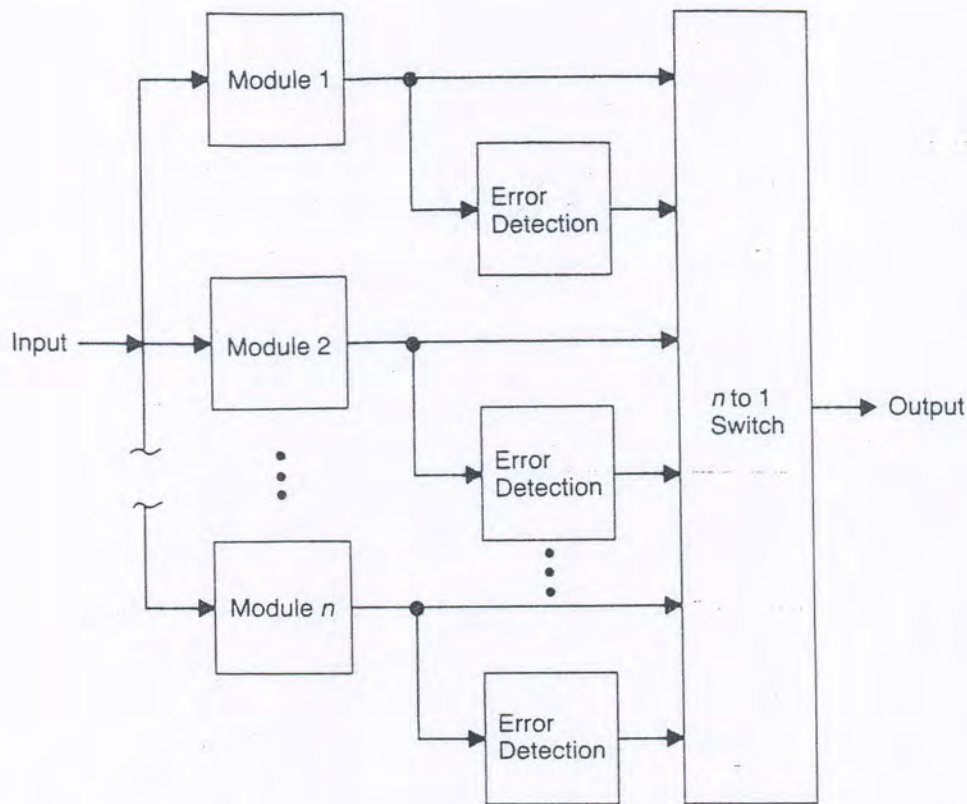 Module 1
Error
Detection
Input
Module 2
n to 1
Switch
Output
Error
Detection
Module n
Error
Detection